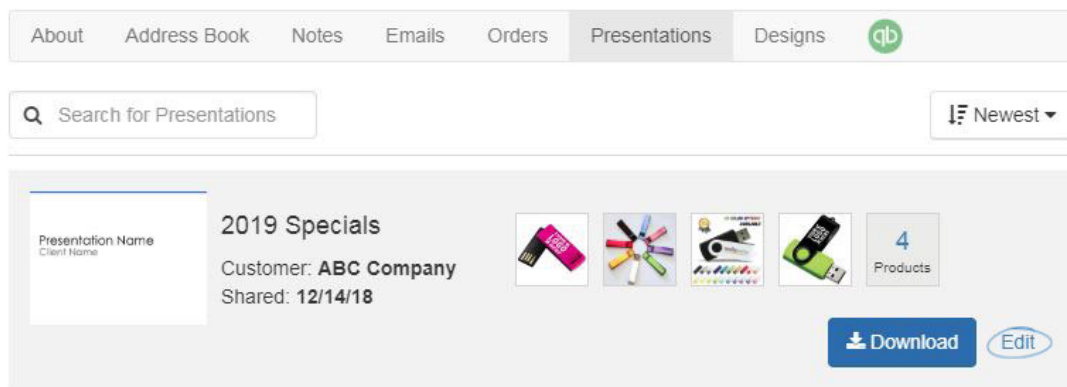 About Address Book Notes Emails Orders Presentations Designs qb
Search for Presentations
Newest
Presentation Name
Client Name
2019 Specials
Customer: ABC Company
Shared: 12/14/18
4
Products
Download Edit